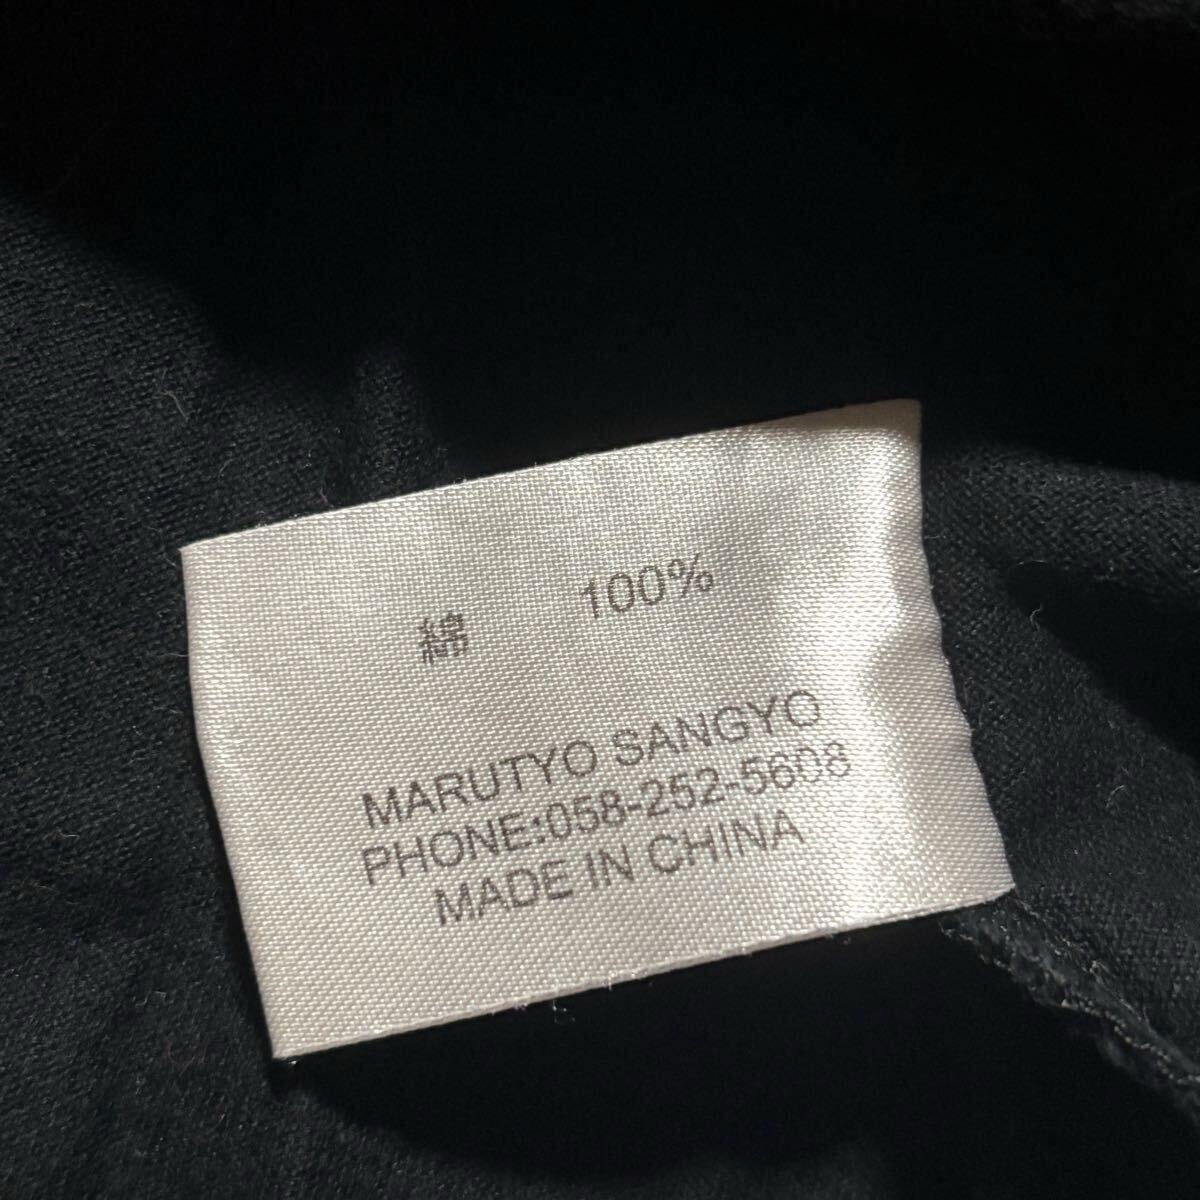 綿 100%
MARUTYO SANGYO
PHONE:058-252-5608
MADE IN CHINA